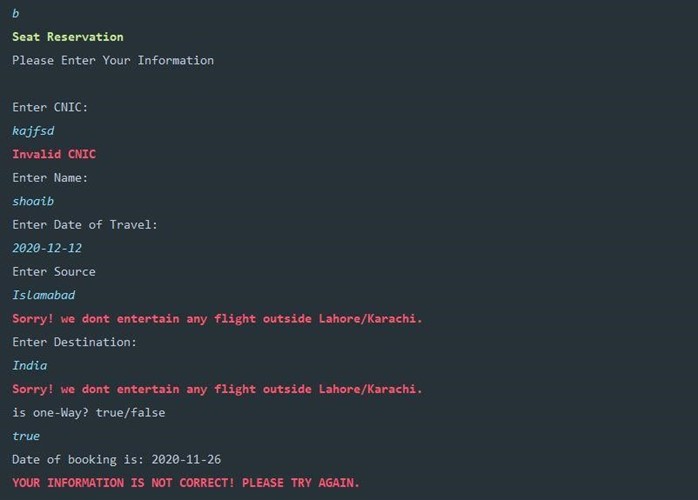 b
Seat Reservation
Please Enter Your Information
Enter CNIC:
kajfsd
Invalid CNIC
Enter Name:
shoaib
Enter Date of Travel:
2020-12-12
Enter Source
Islamabad
Sorry! we dont entertain any flight outside Lahore/Karachi.
Enter Destination:
India
Sorry! we dont entertain any flight outside Lahore/Karachi.
is one-Way? true/false
true
Date of booking is: 2020-11-26
YOUR INFORMATION IS NOT CORRECT! PLEASE TRY AGAIN.